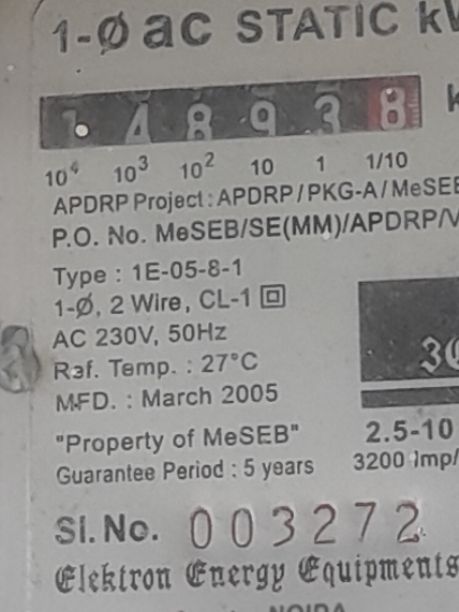 1-Ø ac STATIC
1 4 8 9 3 8
10⁴ 10³ 10² 10 1 1/10
APDRP Project : APDRP / PKG-A / MeSEB
P.O. No. MeSEB/SE(MM)/APDRP/
Type : 1E-05-8-1
1-Ø, 2 Wire, CL-1
AC 230V, 50Hz
Ref. Temp. : 27°C
MFD. : March 2005
"Property of MeSEB"
2.5-10
Guarantee Period : 5 years
3200 Imp/
Sl. No. 003272
Elektron Energy Equipments
NOIDA